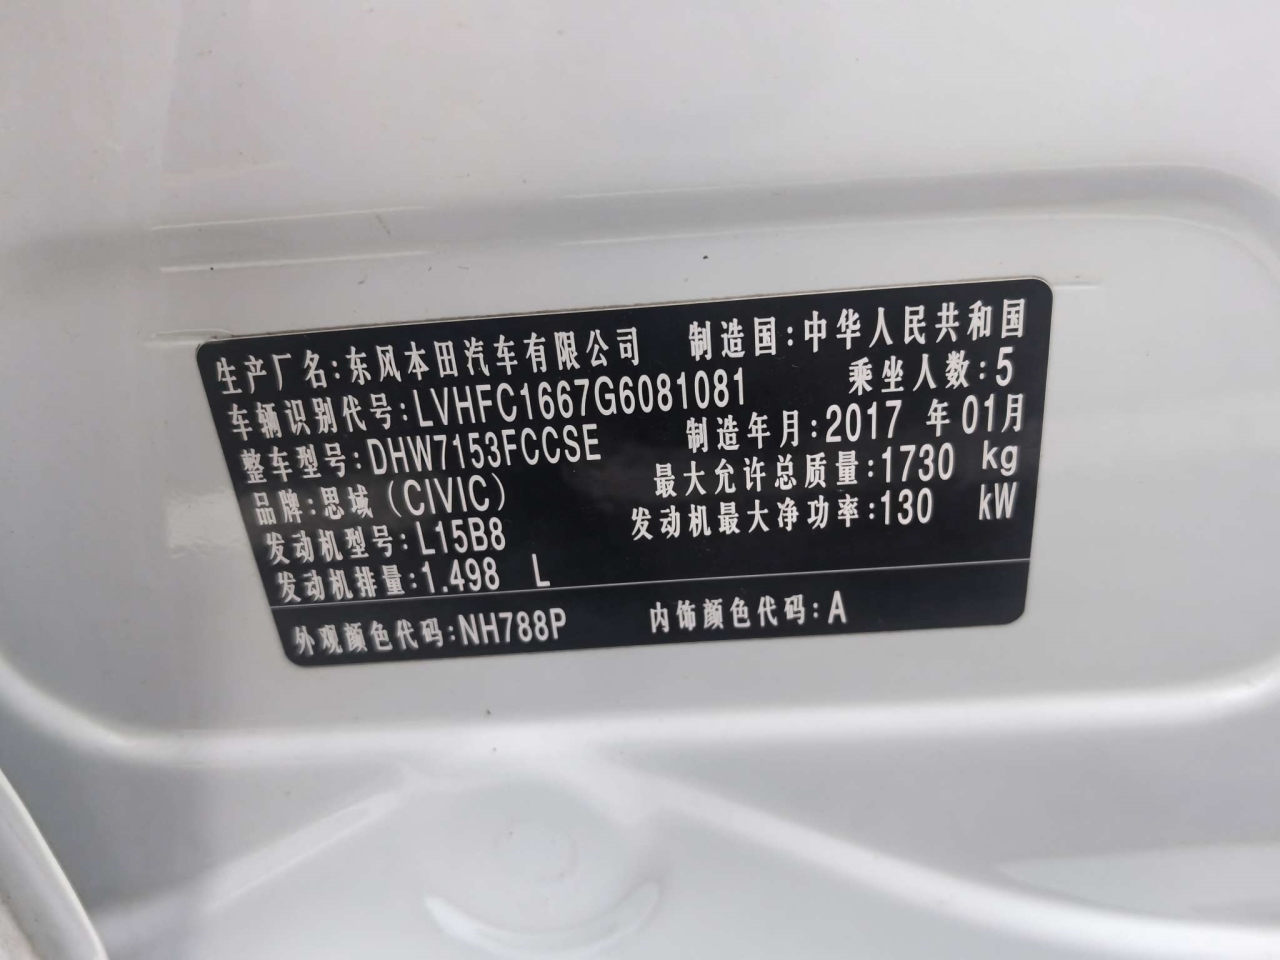 生产厂名:东风本田汽车有限公司 制造国:中华人民共和国
车辆识别代号:LVHFC1667G6081081 乘坐人数:5
整车型号:DHW7153FCCSE 制造年月:2017 年 01月
品牌:思域(CIVIC) 最大允许总质量:1730 kg
发动机型号:L15B8 发动机最大净功率:130 kW
发动机排量:1.498 L
外观颜色代码:NH788P 内饰颜色代码:A